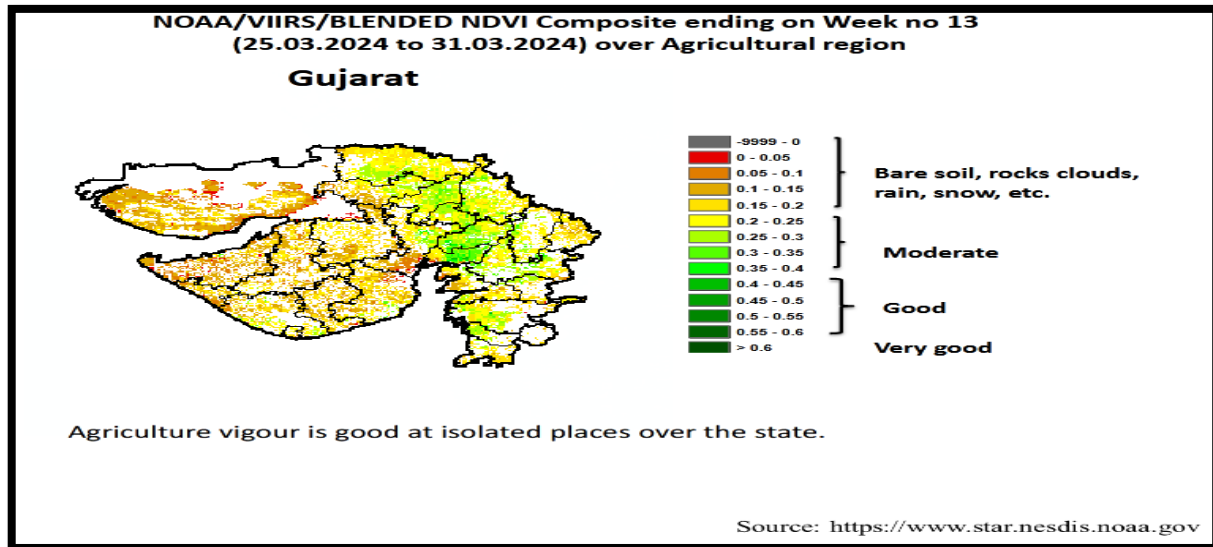 NOAA/VIIRS/BLENDED NDVI Composite ending on Week no 13
(25.03.2024 to 31.03.2024) over Agricultural region
Gujarat
-9999 - 0
0 - 0.05
0.05 - 0.1
0.1 - 0.15
0.15 - 0.2
0.2 - 0.25
0.25 - 0.3
0.3 - 0.35
0.35 - 0.4
0.4 - 0.45
0.45 - 0.5
0.5 - 0.55
0.55 - 0.6
> 0.6
Bare soil, rocks clouds,
rain, snow, etc.
Moderate
Good
Very good
Agriculture vigour is good at isolated places over the state.
Source: https://www.star.nesdis.noaa.gov